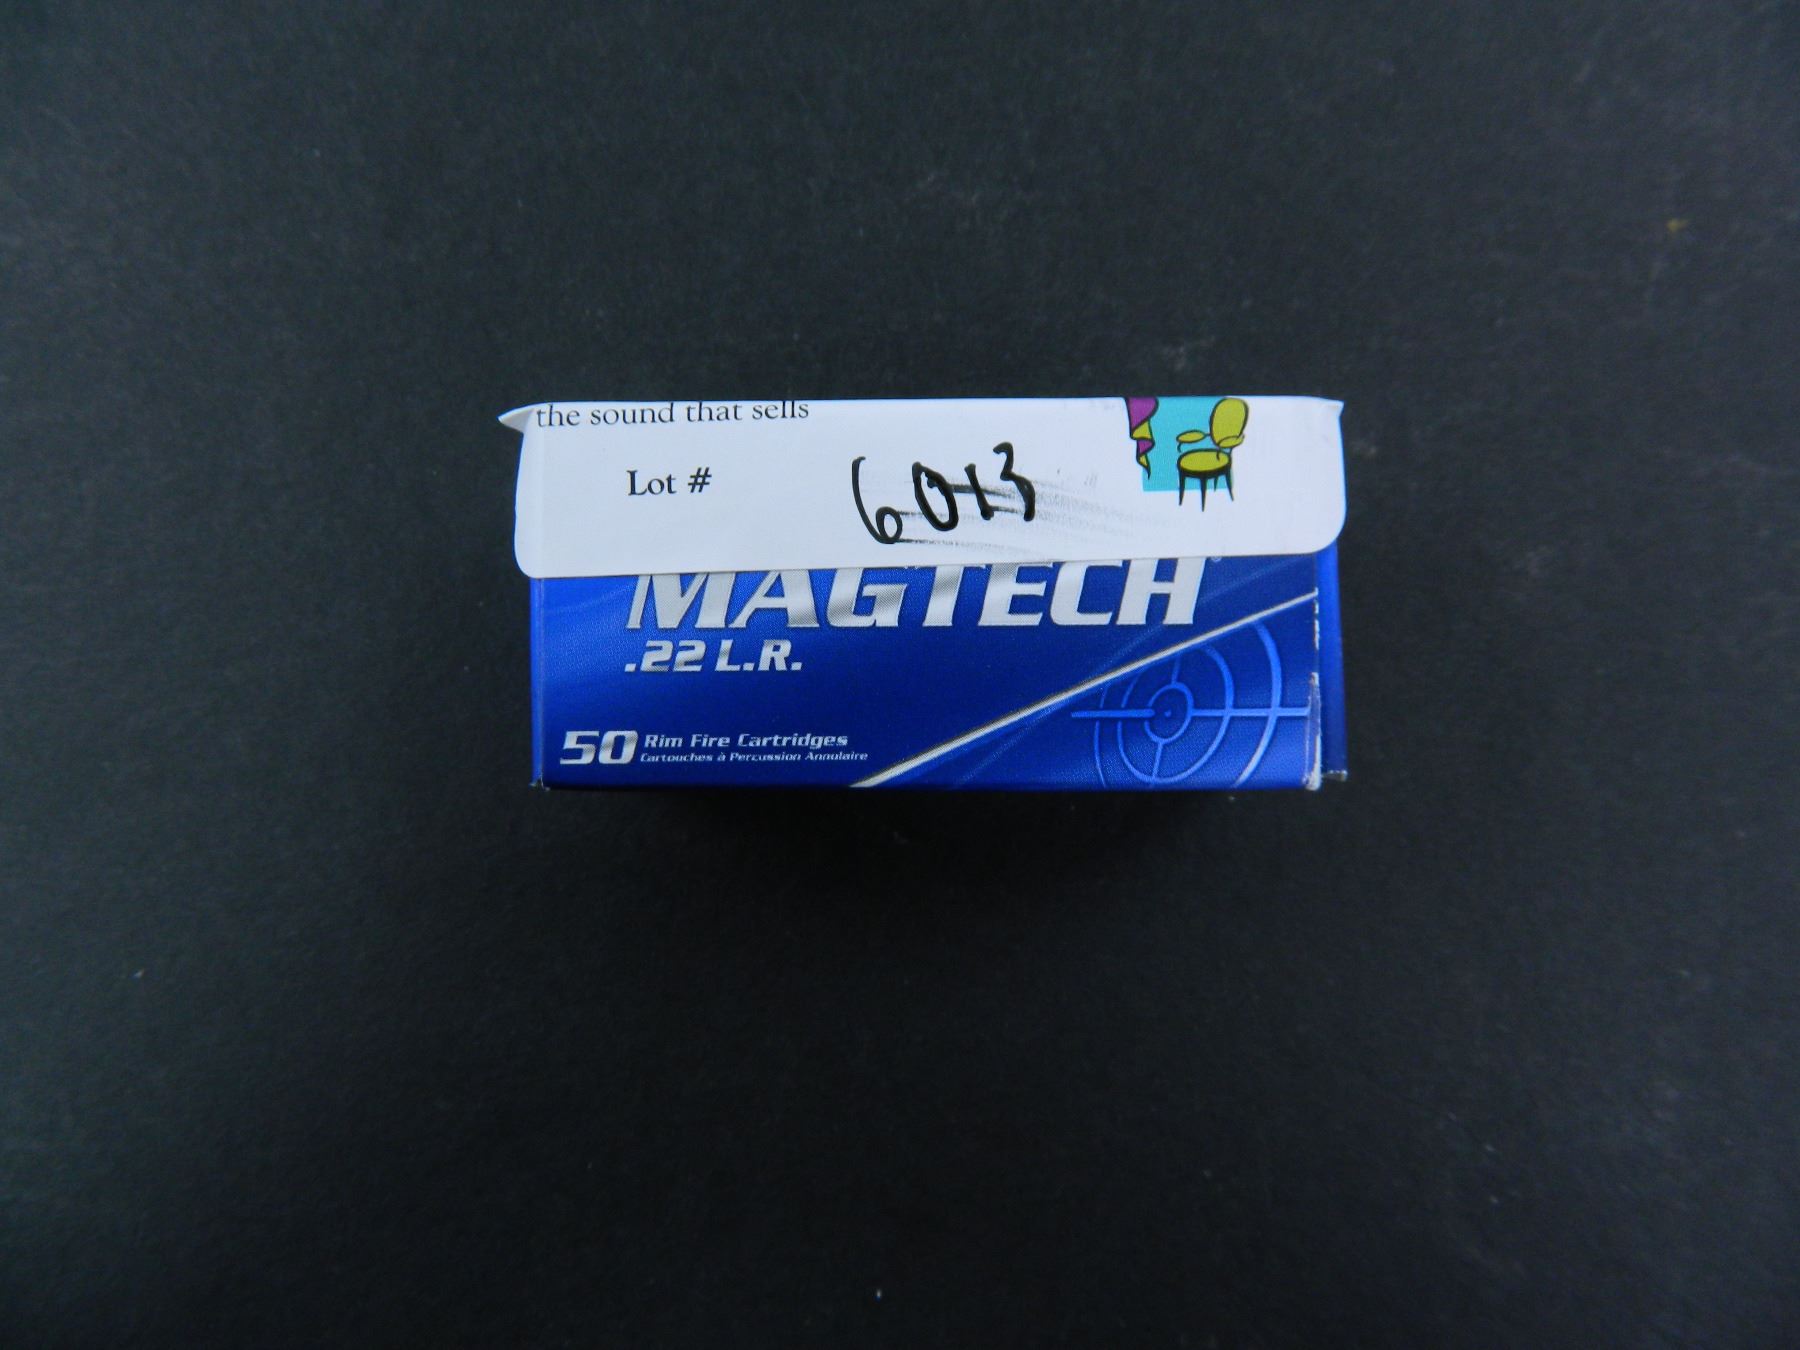 the sound that sells
Lot # 6013
MAGTECH
.22 L.R.
50 Rim Fire Cartridges
Cartouches à Percussion Annulaire